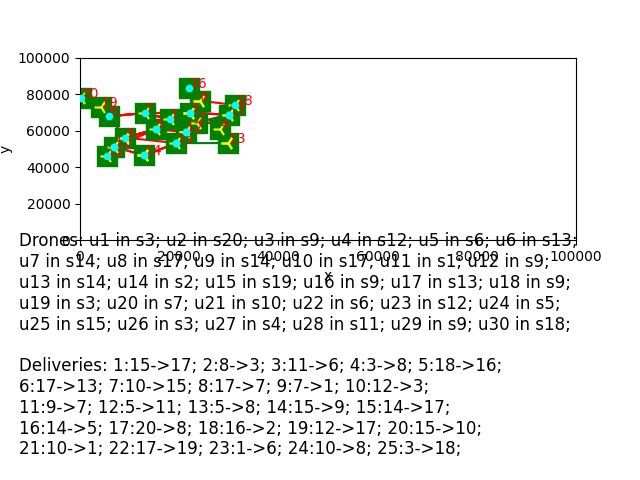 100000
80000
60000
40000
20000
0
y
0 20000 40000 60000 80000 100000
x
Drones: u1 in s3; u2 in s20; u3 in s9; u4 in s12; u5 in s6; u6 in s13;
u7 in s14; u8 in s17; u9 in s14; u10 in s17; u11 in s1; u12 in s9;
u13 in s14; u14 in s2; u15 in s19; u16 in s9; u17 in s13; u18 in s9;
u19 in s3; u20 in s7; u21 in s10; u22 in s6; u23 in s12; u24 in s5;
u25 in s15; u26 in s3; u27 in s4; u28 in s11; u29 in s9; u30 in s18;
Deliveries: 1:15->17; 2:8->3; 3:11->6; 4:3->8; 5:18->16;
6:17->13; 7:10->15; 8:17->7; 9:7->1; 10:12->3;
11:9->7; 12:5->11; 13:5->8; 14:15->9; 15:14->17;
16:14->5; 17:20->8; 18:16->2; 19:12->17; 20:15->10;
21:10->1; 22:17->19; 23:1->6; 24:10->8; 25:3->18;